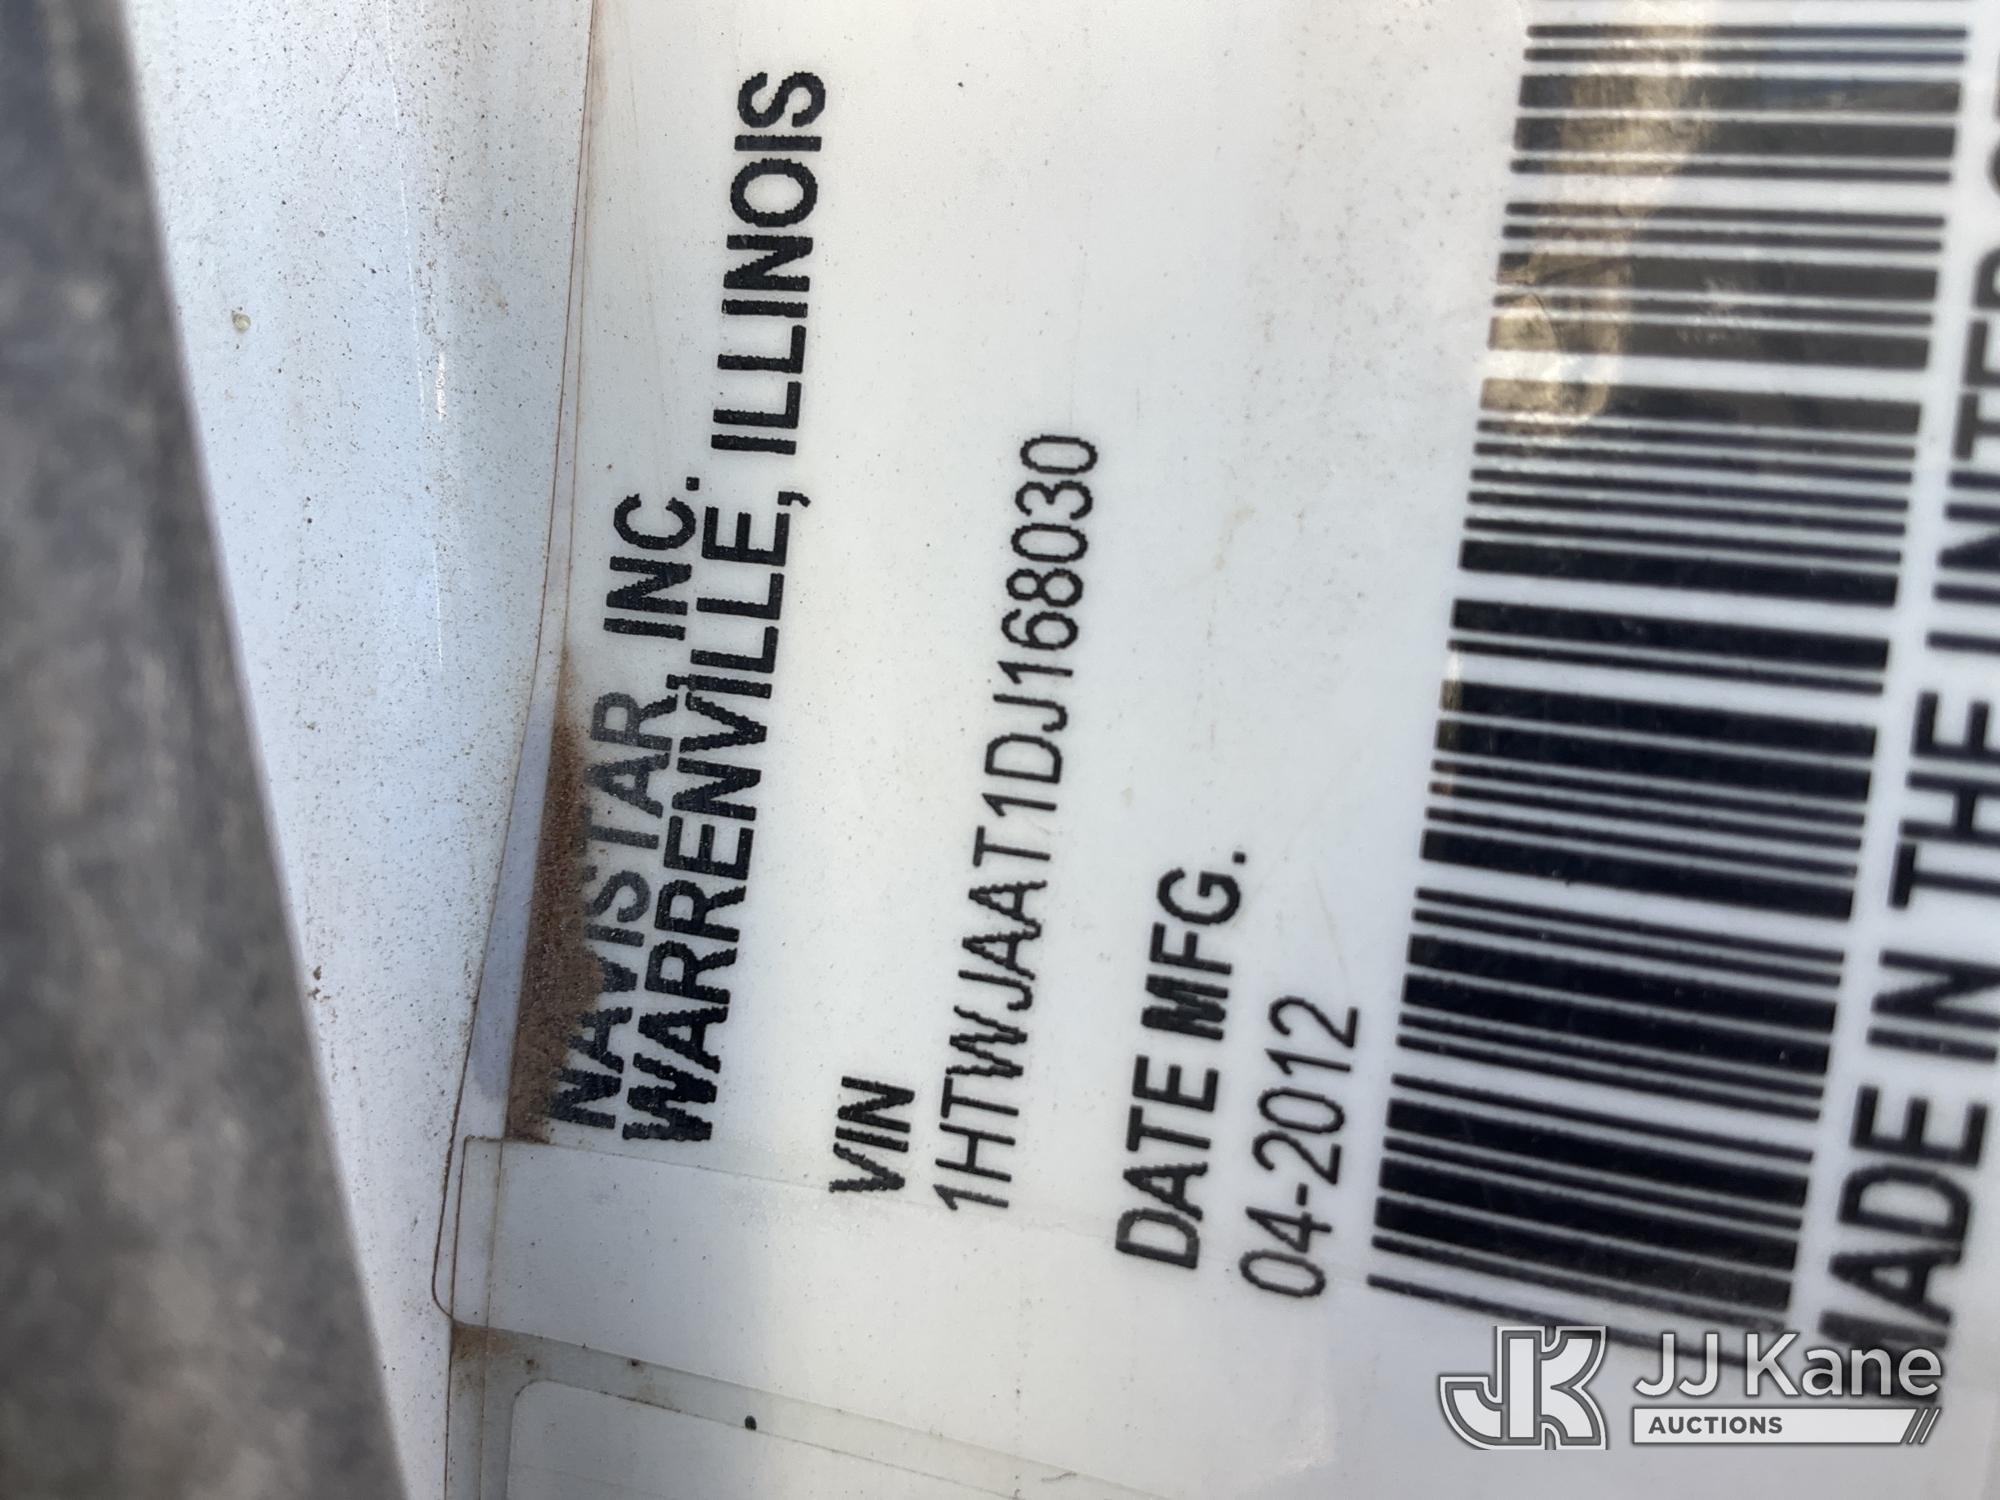 NAVISTAR, INC.
WARRENVILLE, ILLINOIS
VIN
1HTWJAAT1DJ168030
DATE MFG.
04-2012
MADE IN THE
JJ Kane
AUCTIONS